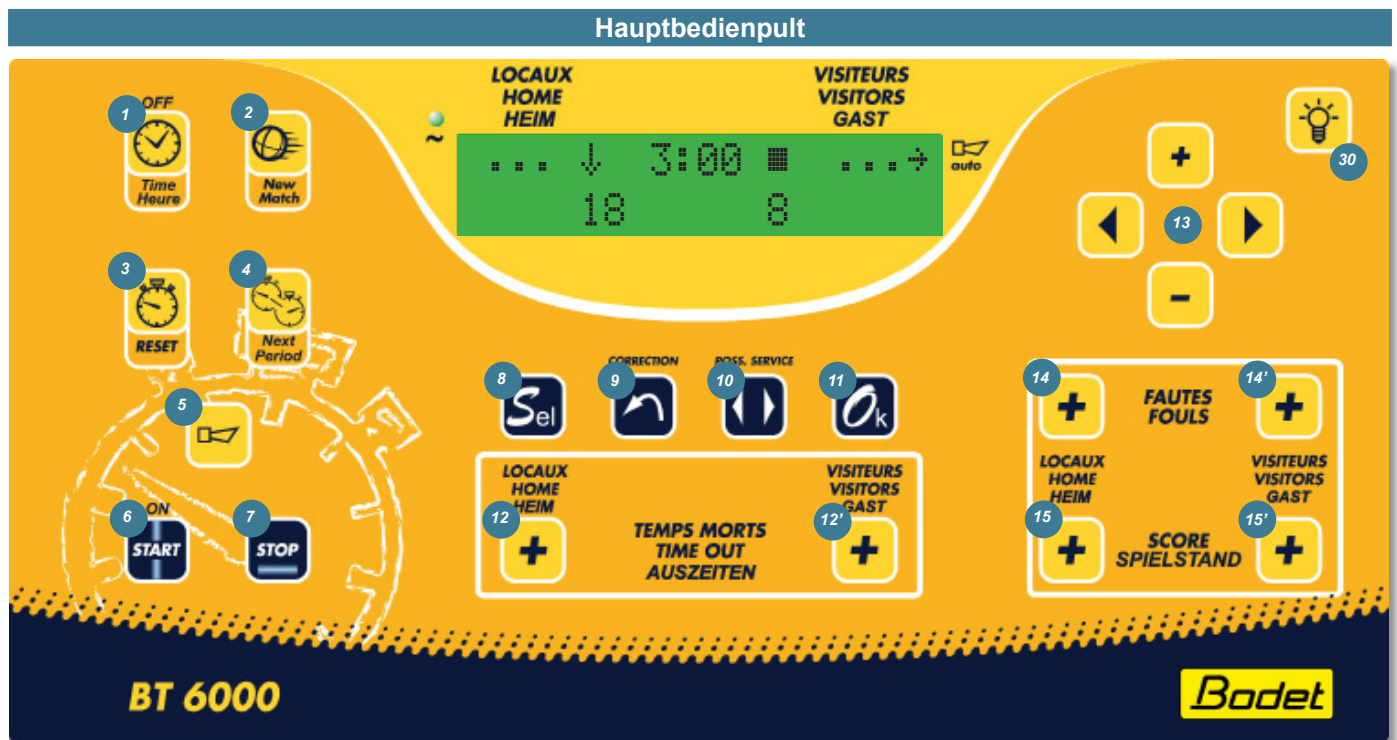 Hauptbedienpult
LOCAUX
HOME
HEIM
VISITEURS
VISITORS
GAST
OFF
1
2
Time
Heure
New
Match
~
... ↓ 3:00 ■ ...→
18 8
auto
30
+
13
-
3
4
RESET
Next
Period
5
6
ON
START
7
STOP
CORRECTION
POSS. SERVICE
8
Sel
9
10
11
Ok
LOCAUX
HOME
HEIM
VISITEURS
VISITORS
GAST
12
+
TEMPS MORTS
TIME OUT
AUSZEITEN
12'
+
14
+
FAUTES
FOULS
14'
+
LOCAUX
HOME
HEIM
VISITEURS
VISITORS
GAST
15
+
SCORE
SPIELSTAND
15'
+
BT 6000
Bodet